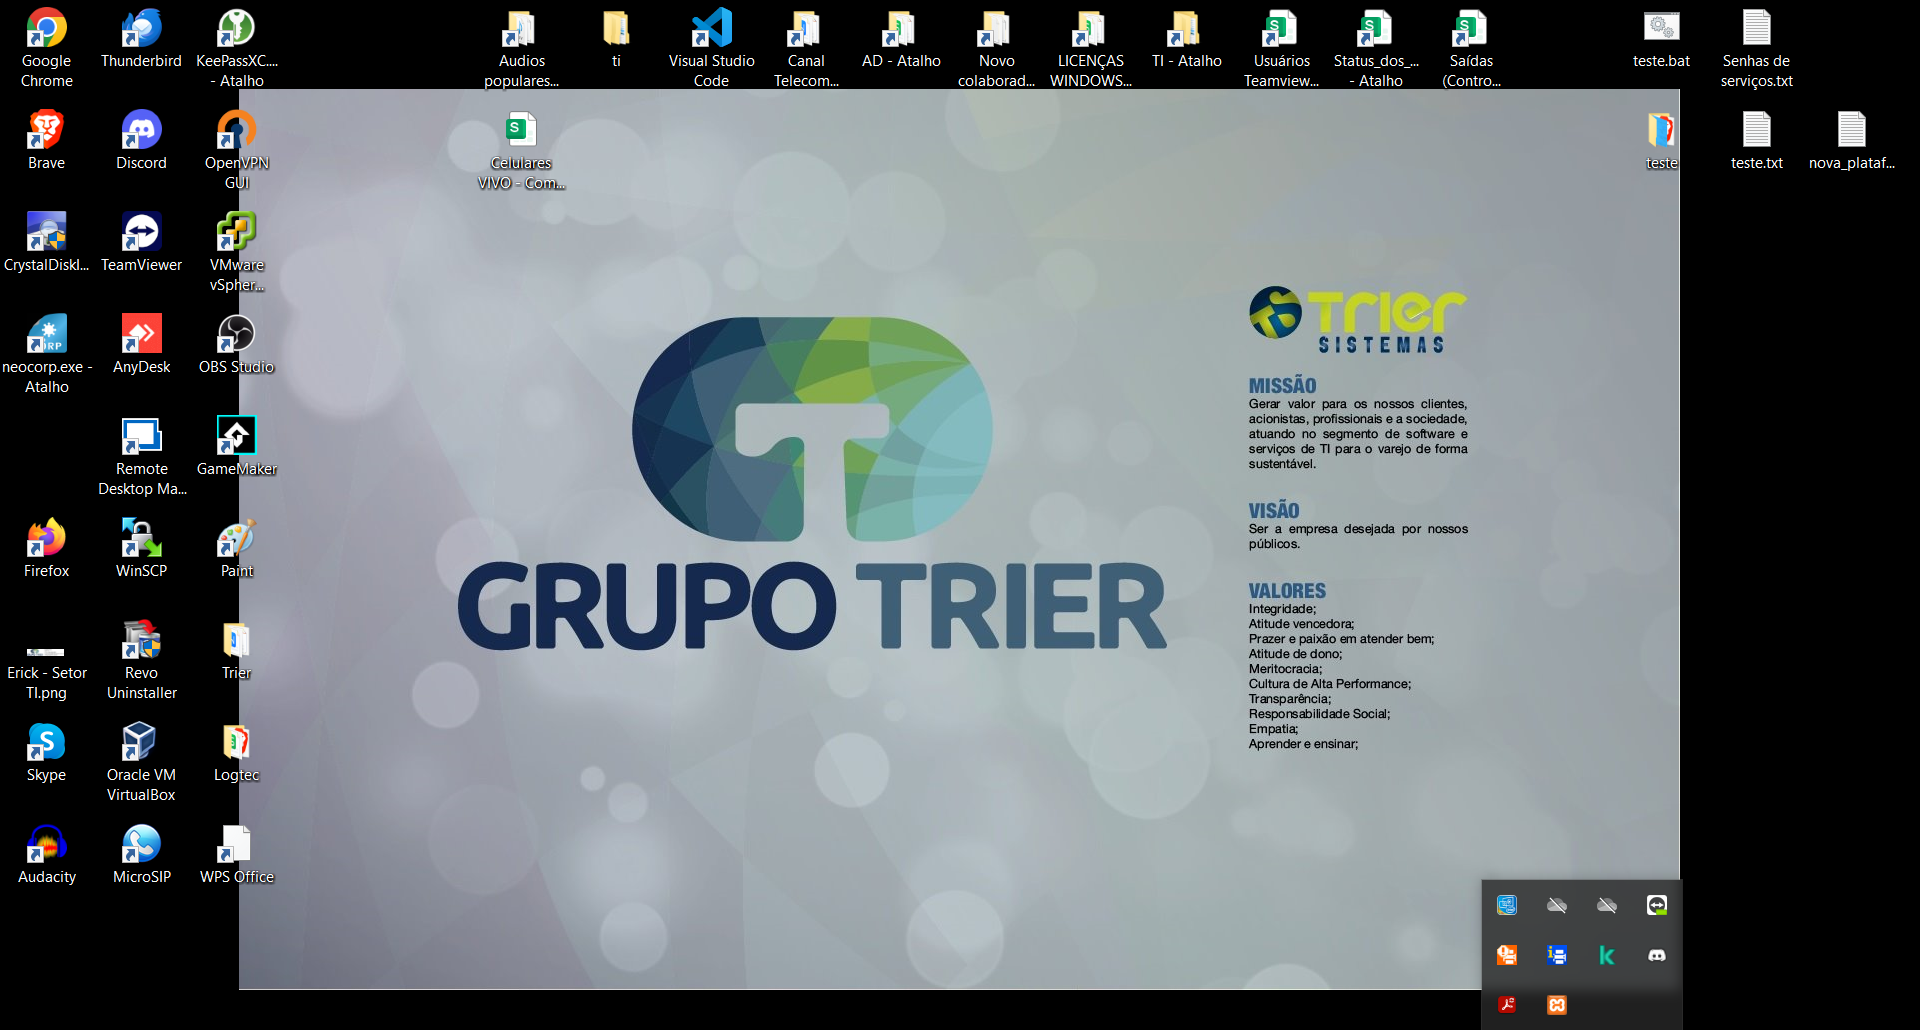 Google
Chrome
Thunderbird
KeePassXC....
- Atalho
Audios
populares...
ti
Visual Studio
Code
Canal
Telecom...
AD - Atalho
Novo
colaborad...
LICENÇAS
WINDOWS...
TI - Atalho
Usuários
Teamview...
Status_dos_...
- Atalho
Saídas
(Contro...
teste.bat
Senhas de
serviços.txt
Brave
Discord
OpenVPN
GUI
Celulares
VIVO - Com...
teste
teste.txt
nova_plataf...
CrystalDiskI...
TeamViewer
VMware
vSpher...
neocorp.exe -
Atalho
AnyDesk
OBS Studio
Remote
Desktop Ma...
GameMaker
Firefox
WinSCP
Paint
Erick - Setor
TI.png
Revo
Uninstaller
Trier
Skype
Oracle VM
VirtualBox
Logtec
Audacity
MicroSIP
WPS Office
GRUPO TRIER
Trier
SISTEMAS
MISSÃO
Gerar valor para os nossos clientes,
acionistas, profissionais e a sociedade,
atuando no segmento de software e
serviços de TI para o varejo de forma
sustentável.
VISÃO
Ser a empresa desejada por nossos
públicos.
VALORES
Integridade;
Atitude vencedora;
Prazer e paixão em atender bem;
Atitude de dono;
Meritocracia;
Cultura de Alta Performance;
Transparência;
Responsabilidade Social;
Empatia;
Aprender e ensinar;